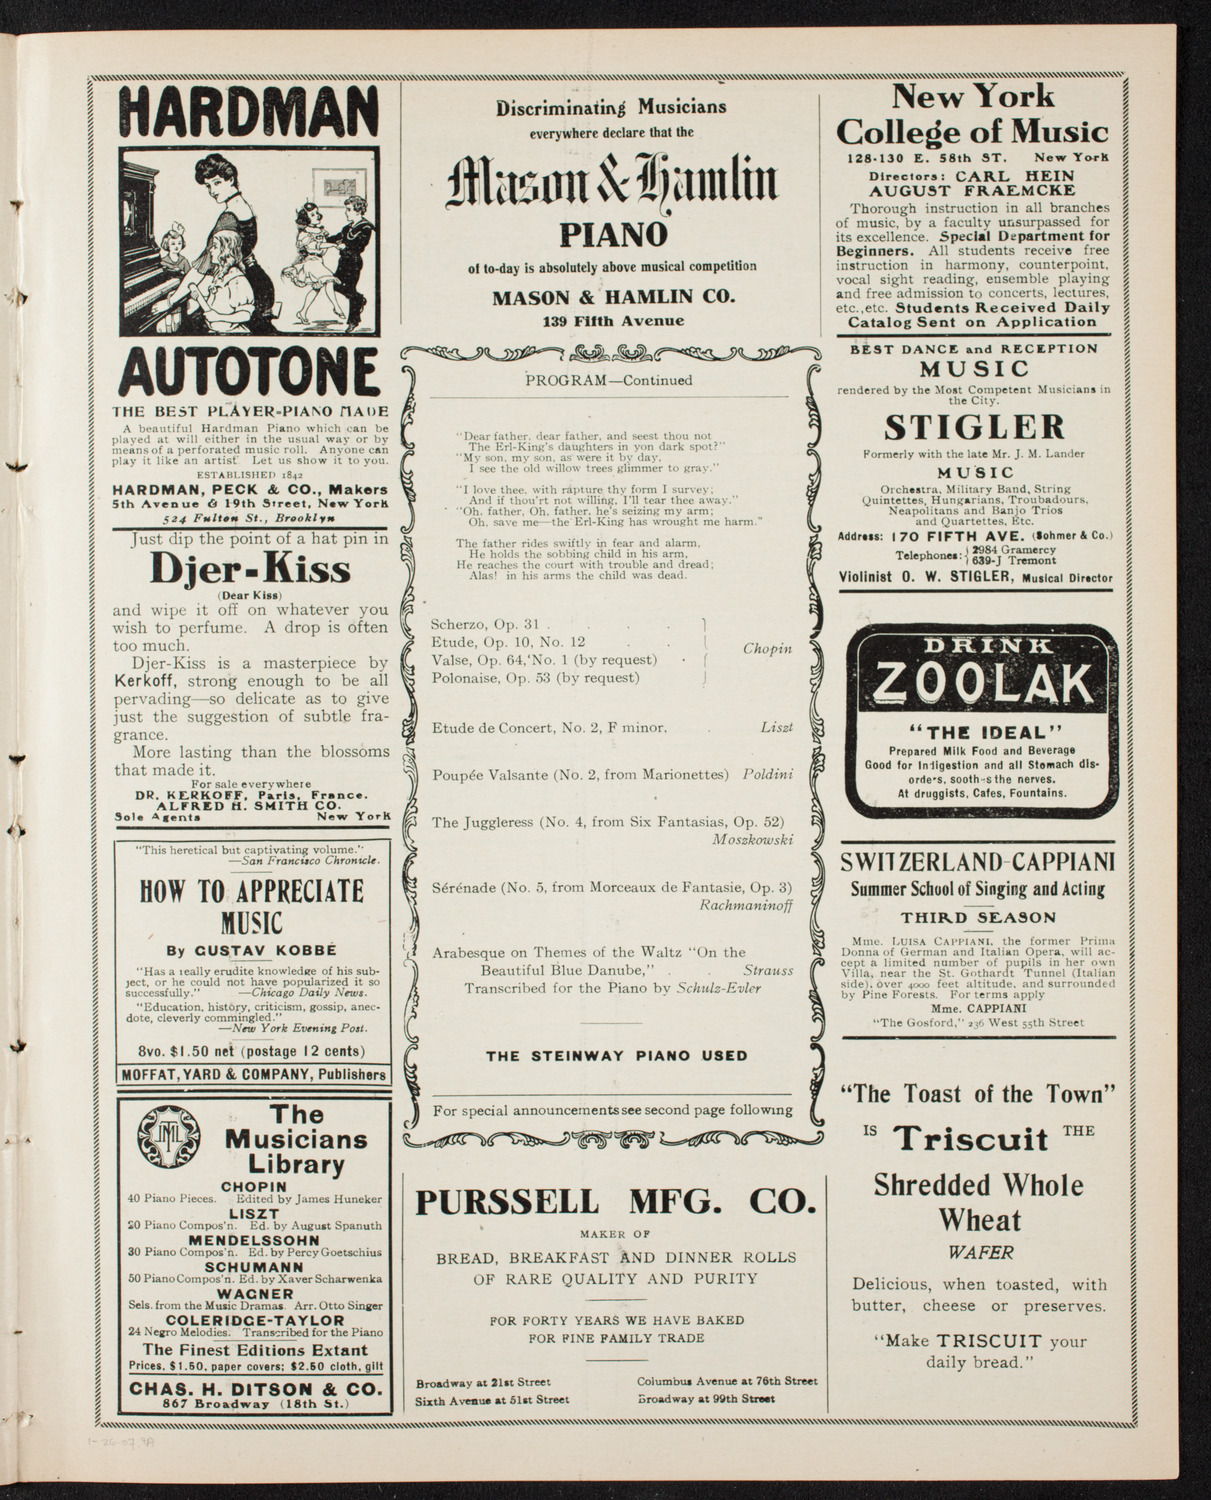 HARDMAN
AUTOTONE
THE BEST PLAYER-PIANO MADE
A beautiful Hardman Piano which can be
played at will either in the usual way or by
means of a perforated music roll. Anyone can
play it like an artist. Let us show it to you.
ESTABLISHED 1842
HARDMAN, PECK & CO., Makers
5th Avenue & 19th Street, New York
524 Fulton St., Brooklyn
Just dip the point of a hat pin in
Djer-Kiss
(Dear Kiss)
and wipe it off on whatever you
wish to perfume. A drop is often
too much.
Djer-Kiss is a masterpiece by
Kerkoff, strong enough to be all
pervading—so delicate as to give
just the suggestion of subtle fra-
grance.
More lasting than the blossoms
that made it.
For sale everywhere
DR. KERKOFF, Paris, France.
ALFRED H. SMITH CO.
Sole Agents New York
"This heretical but captivating volume."
—San Francisco Chronicle.
HOW TO APPRECIATE
MUSIC
By GUSTAV KOBBÉ
"Has a really erudite knowledge of his sub-
ject, or he could not have popularized it so
successfully." —Chicago Daily News.
"Education, history, criticism, gossip, anec-
dote, cleverly commingled."
—New York Evening Post.
8vo. $1.50 net (postage 12 cents)
MOFFAT, YARD & COMPANY, Publishers
The
Musicians
Library
CHOPIN
40 Piano Pieces. Edited by James Huneker
LISZT
20 Piano Compos'n. Ed. by August Spanuth
MENDELSSOHN
30 Piano Compos'n. Ed. by Percy Goetschius
SCHUMANN
50 Piano Compos'n. Ed. by Xaver Scharwenka
WAGNER
Sels. from the Music Dramas. Arr. Otto Singer
COLERIDGE-TAYLOR
24 Negro Melodies. Transcribed for the Piano
The Finest Editions Extant
Prices, $1.50, paper covers; $2.50 cloth, gilt
CHAS. H. DITSON & CO.
867 Broadway (18th St.)
Discriminating Musicians
everywhere declare that the
Mason & Hamlin
PIANO
of to-day is absolutely above musical competition
MASON & HAMLIN CO.
139 Fifth Avenue
PROGRAM—Continued
"Dear father, dear father, and seest thou not
The Erl-King's daughters in yon dark spot?"
"My son, my son, as were it by day,
I see the old willow trees glimmer to gray."
"I love thee, with rapture thy form I survey;
And if thou'rt not willing, I'll tear thee away."
"Oh, father, Oh, father, he's seizing my arm;
Oh, save me—the Erl-King has wrought me harm."
The father rides swiftly in fear and alarm,
He holds the sobbing child in his arm,
He reaches the court with trouble and dread;
Alas! in his arms the child was dead.
Scherzo, Op. 31
Etude, Op. 10, No. 12
Valse, Op. 64, No. 1 (by request)
Polonaise, Op. 53 (by request)
Chopin
Etude de Concert, No. 2, F minor. Liszt
Poupée Valsante (No. 2, from Marionettes) Poldini
The Juggleress (No. 4, from Six Fantasias, Op. 52)
Moszkowski
Sérénade (No. 5, from Morceaux de Fantasie, Op. 3)
Rachmaninoff
Arabesque on Themes of the Waltz "On the
Beautiful Blue Danube," . . Strauss
Transcribed for the Piano by Schulz-Evler
THE STEINWAY PIANO USED
For special announcements see second page following
PURSSELL MFG. CO.
MAKER OF
BREAD, BREAKFAST AND DINNER ROLLS
OF RARE QUALITY AND PURITY
FOR FORTY YEARS WE HAVE BAKED
FOR FINE FAMILY TRADE
Broadway at 21st Street Columbus Avenue at 76th Street
Sixth Avenue at 51st Street Broadway at 99th Street
New York
College of Music
128-130 E. 58th ST. New York
Directors: CARL HEIN
AUGUST FRAEMCKE
Thorough instruction in all branches
of music, by a faculty unsurpassed for
its excellence. Special Department for
Beginners. All students receive free
instruction in harmony, counterpoint,
vocal sight reading, ensemble playing
and free admission to concerts, lectures,
etc., etc. Students Received Daily
Catalog Sent on Application
BEST DANCE and RECEPTION
MUSIC
rendered by the Most Competent Musicians in
the City.
STIGLER
Formerly with the late Mr. J. M. Lander
MUSIC
Orchestra, Military Band, String
Quintettes, Hungarians, Troubadours,
Neapolitans and Banjo Trios
and Quartettes, Etc.
Address: 170 FIFTH AVE. (Sohmer & Co.)
Telephones: 2984 Gramercy
639-J Tremont
Violinist O. W. STIGLER, Musical Director
DRINK
ZOOLAK
"THE IDEAL"
Prepared Milk Food and Beverage
Good for Indigestion and all Stomach dis-
orders, sooth-s the nerves.
At druggists, Cafes, Fountains.
SWITZERLAND-CAPPIANI
Summer School of Singing and Acting
THIRD SEASON
Mme. LUISA CAPPIANI, the former Prima
Donna of German and Italian Opera, will ac-
cept a limited number of pupils in her own
Villa, near the St. Gothardt Tunnel (Italian
side), over 4000 feet altitude, and surrounded
by Pine Forests. For terms apply
Mme. CAPPIANI
"The Gosford," 236 West 55th Street
"The Toast of the Town"
IS Triscuit THE
Shredded Whole
Wheat
WAFER
Delicious, when toasted, with
butter, cheese or preserves.
"Make TRISCUIT your
daily bread."
1-26-07.9A